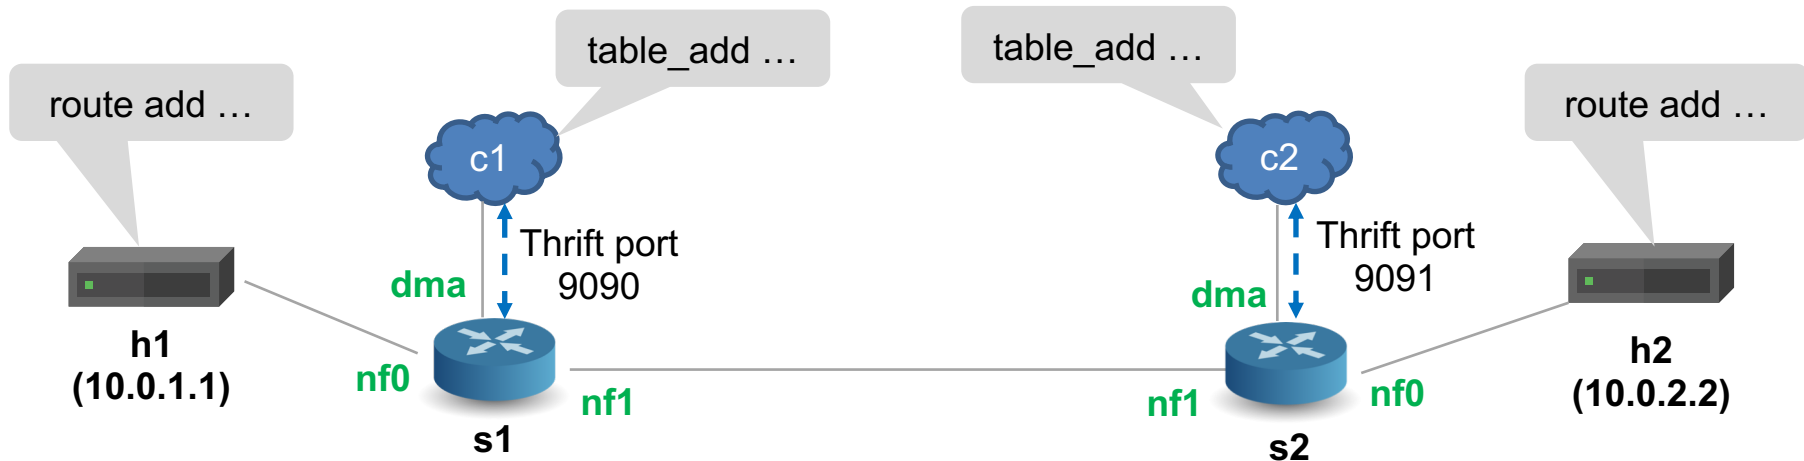 table_add …
table_add …
route add …
route add …
c1
c2
Thrift port
9090
Thrift port
9091
dma
dma
h1
(10.0.1.1)
nf0
nf1
s1
nf1
nf0
s2
h2
(10.0.2.2)